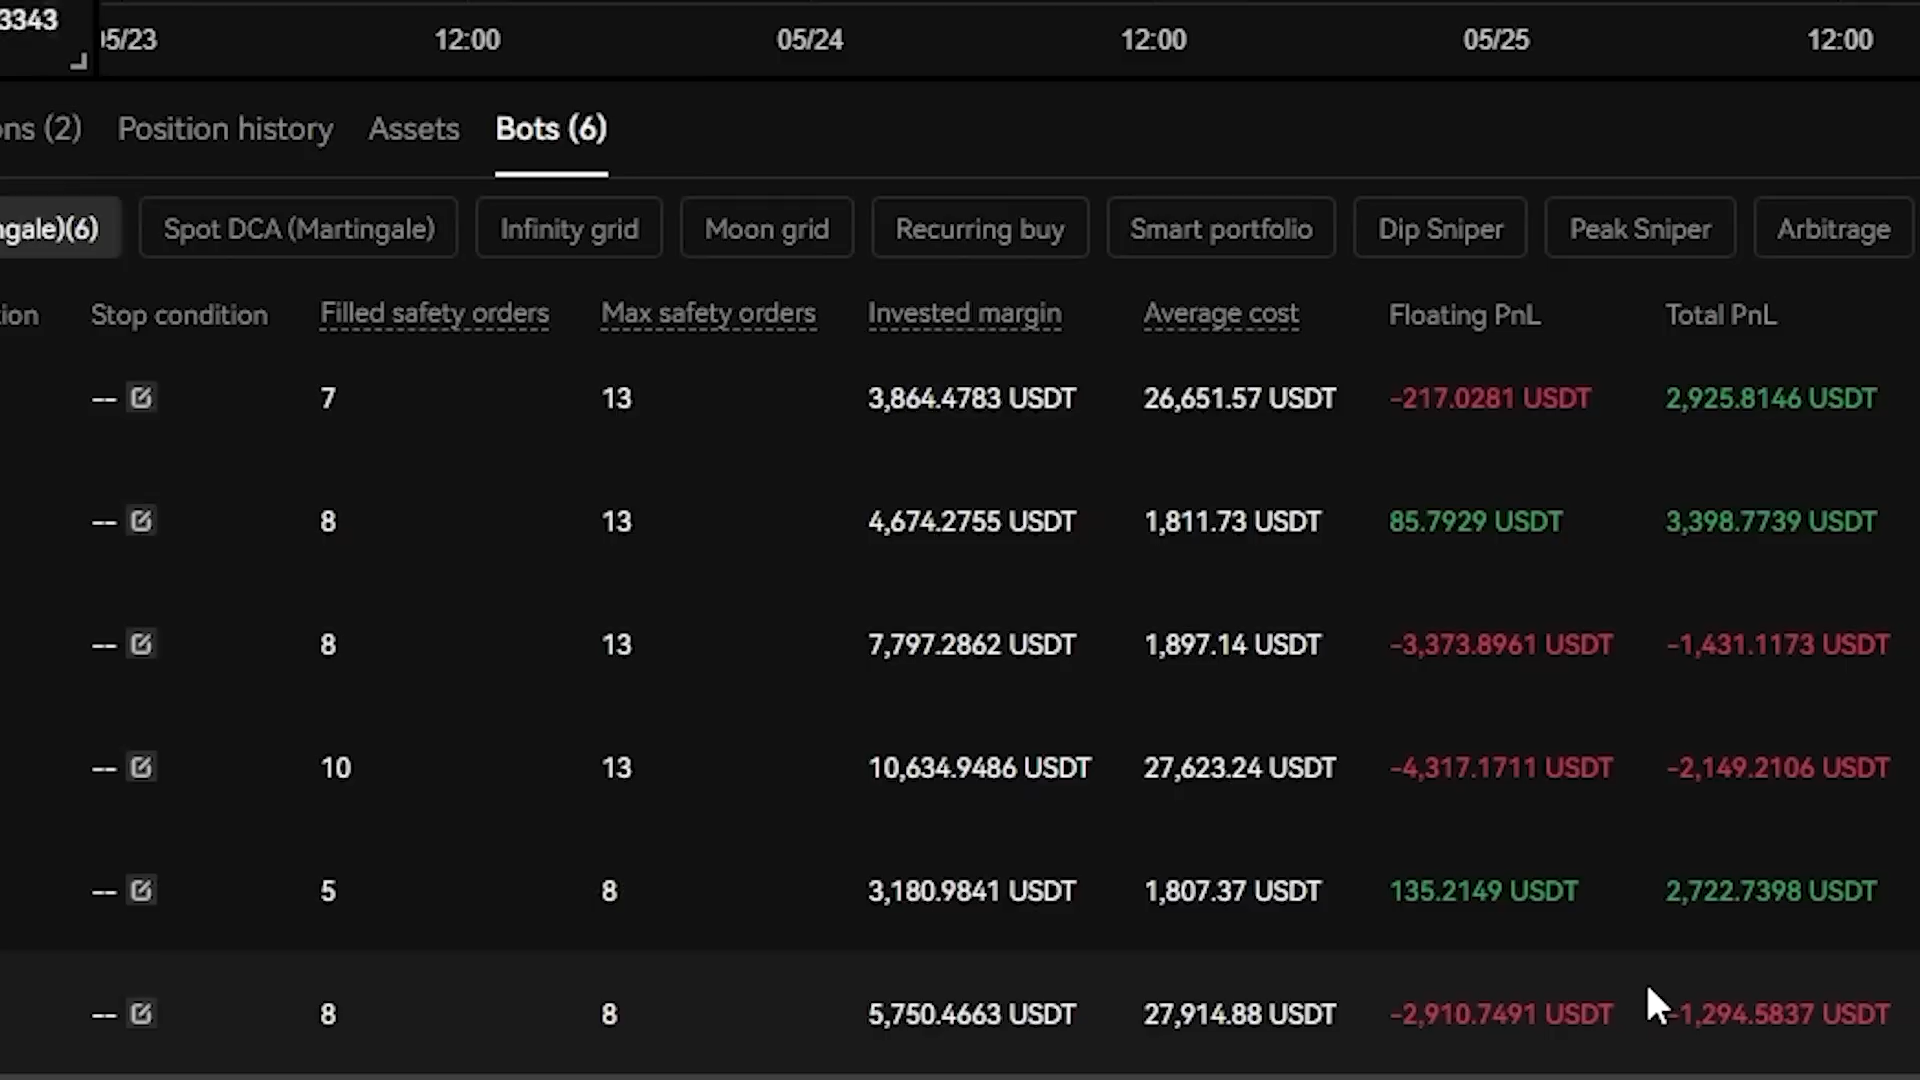 3343
05/23 12:00 05/24 12:00 05/25 12:00
ons (2) Position history Assets Bots (6)
ngale)(6) Spot DCA (Martingale) Infinity grid Moon grid Recurring buy Smart portfolio Dip Sniper Peak Sniper Arbitrage
ion Stop condition Filled safety orders Max safety orders Invested margin Average cost Floating PnL Total PnL
-- 7 13 3,864.4783 USDT 26,651.57 USDT -217.0281 USDT 2,925.8146 USDT
-- 8 13 4,674.2755 USDT 1,811.73 USDT 85.7929 USDT 3,398.7739 USDT
-- 8 13 7,797.2862 USDT 1,897.14 USDT -3,373.8961 USDT -1,431.1173 USDT
-- 10 13 10,634.9486 USDT 27,623.24 USDT -4,317.1711 USDT -2,149.2106 USDT
-- 5 8 3,180.9841 USDT 1,807.37 USDT 135.2149 USDT 2,722.7398 USDT
-- 8 8 5,750.4663 USDT 27,914.88 USDT -2,910.7491 USDT -1,294.5837 USDT